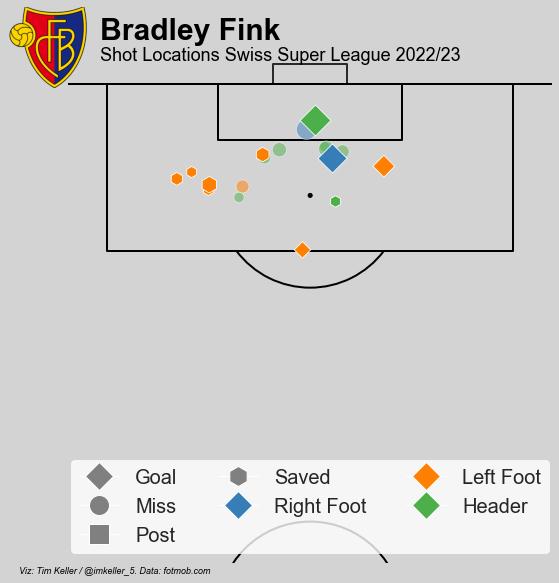 Bradley Fink
Shot Locations Swiss Super League 2022/23
FCB
Goal
Miss
Post
Saved
Right Foot
Left Foot
Header
Viz: Tim Keller / @imkeller_5. Data: fotmob.com